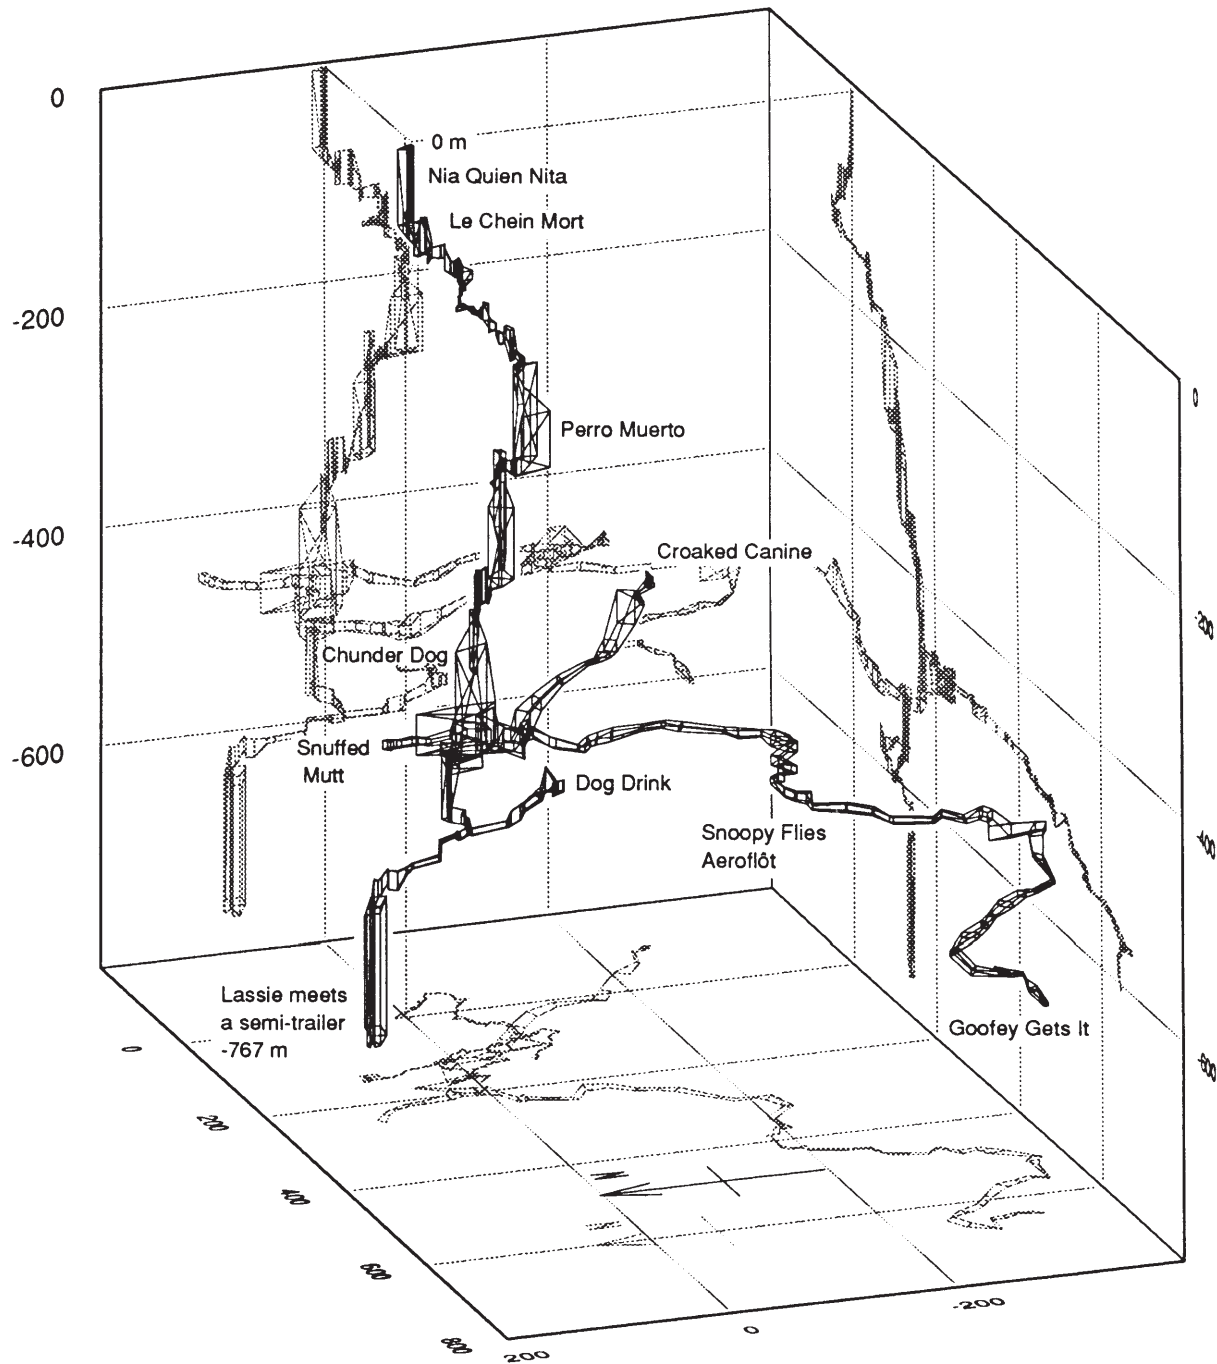 0
0 m
Nia Quien Nita
Le Chein Mort
-200
0
Perro Muerto
-400
Croaked Canine
-200
Chunder Dog
Snuffed
Mutt
-600
Dog Drink
Snoopy Flies
Aeroflôt
-400
Lassie meets
a semi-trailer
-767 m
Goofey Gets It
0
-600
200
400
N
600
800
200
0
-200